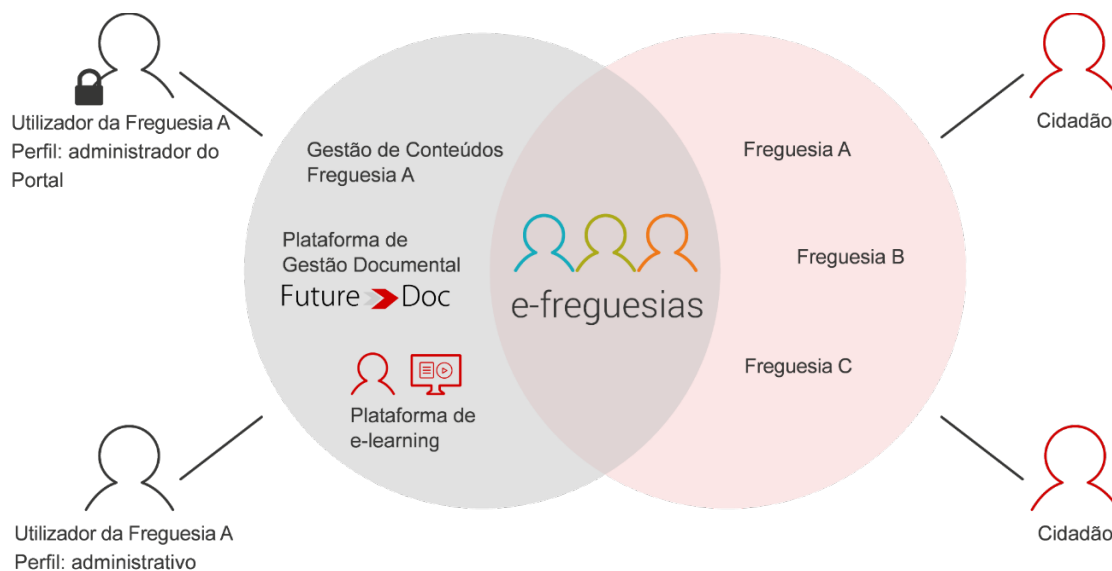 Utilizador da Freguesia A
Perfil: administrador do
Portal
Gestão de Conteúdos
Freguesia A
Plataforma de
Gestão Documental
Future Doc
Plataforma de
e-learning
Utilizador da Freguesia A
Perfil: administrativo
e-freguesias
Freguesia A
Freguesia B
Freguesia C
Cidadão
Cidadão